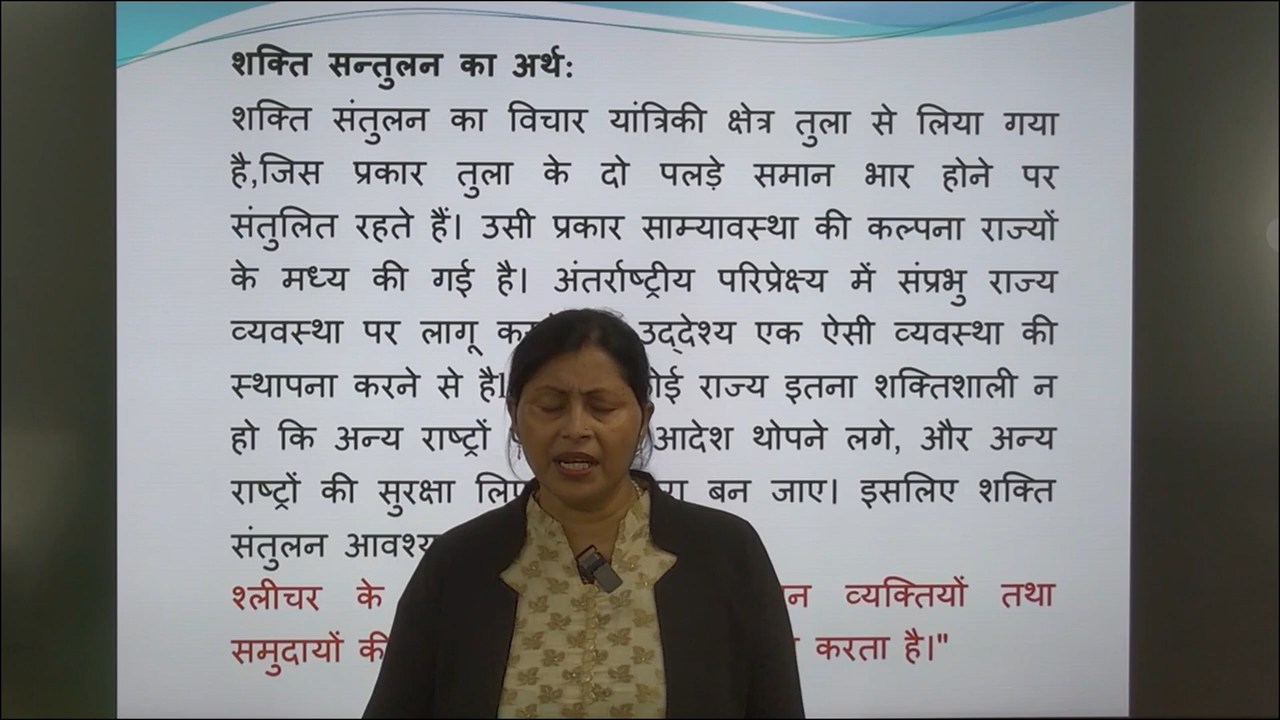 शक्ति सन्तुलन का अर्थ:
शक्ति संतुलन का विचार यांत्रिकी क्षेत्र तुला से लिया गया
है,जिस प्रकार तुला के दो पलड़े समान भार होने पर
संतुलित रहते हैं। उसी प्रकार साम्यावस्था की कल्पना राज्यों
के मध्य की गई है। अंतर्राष्ट्रीय परिप्रेक्ष्य में संप्रभु राज्य
व्यवस्था पर लागू उद्देश्य एक ऐसी व्यवस्था की
स्थापना करने से है। राज्य इतना शक्तिशाली न
हो कि अन्य राष्ट्रों आदेश थोपने लगे, और अन्य
राष्ट्रों की सुरक्षा बन जाए। इसलिए शक्ति
संतुलन
श्लीचर के व्यक्तियों तथा
समुदायों की करता है।"